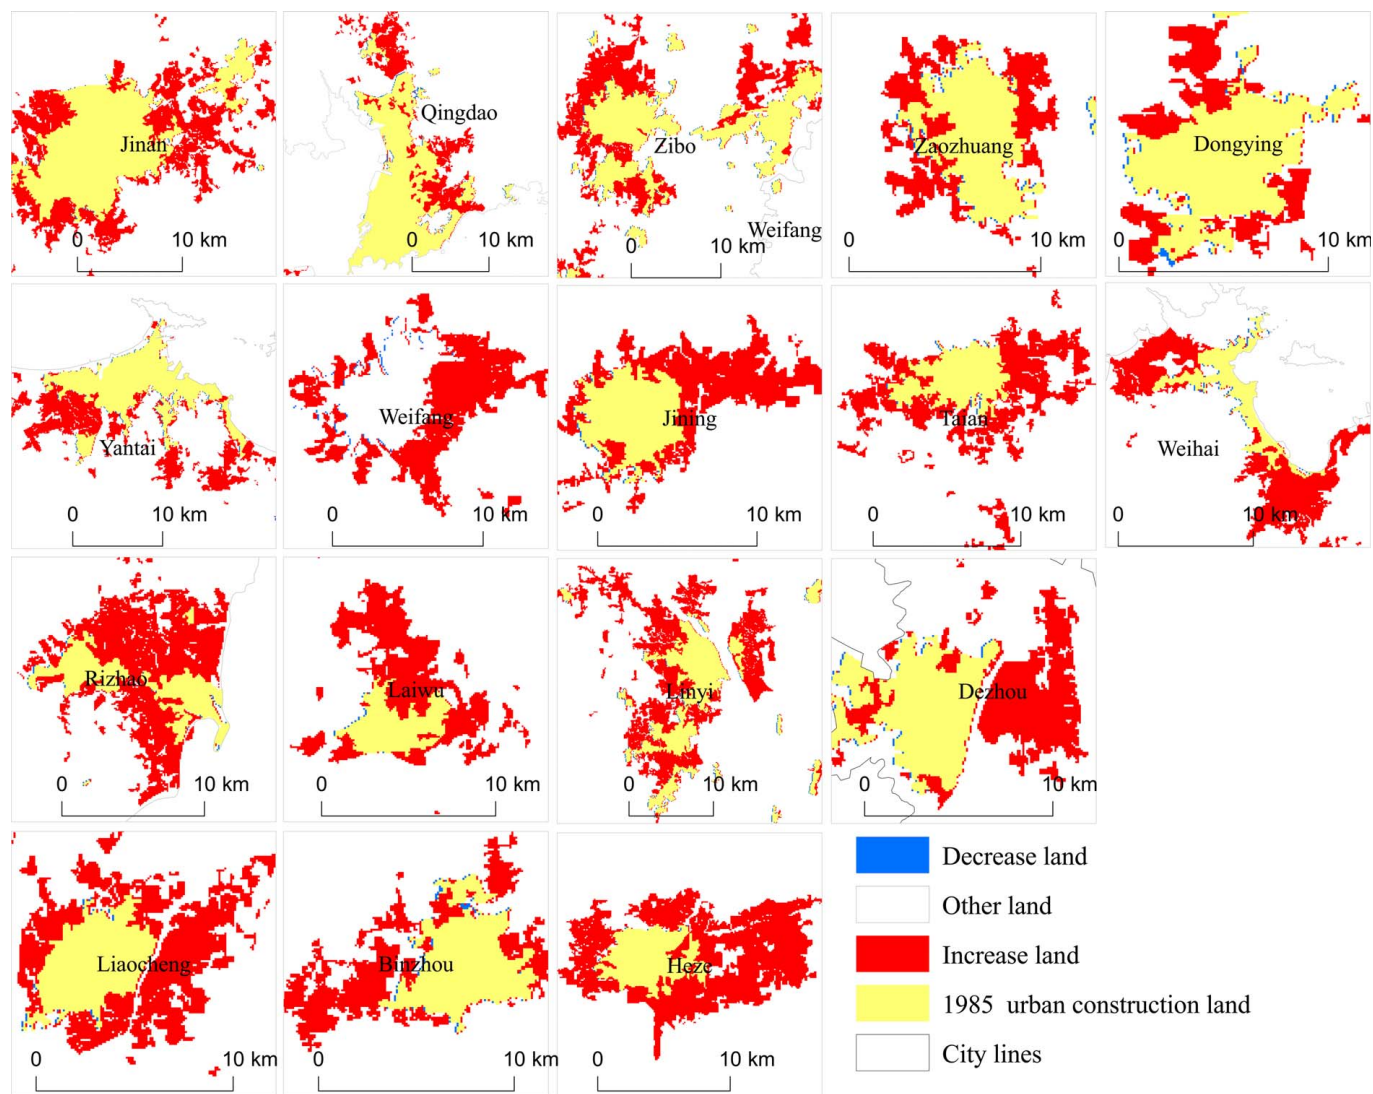 Jinan
0 10 km
Qingdao
0 10 km
Zibo
Weifang
0 10 km
Zaozhuang
0 10 km
Dongying
0 10 km
Yantai
0 10 km
Weifang
0 10 km
Jining
0 10 km
Taian
0 10 km
Weihai
0 10 km
Rizhao
0 10 km
Laiwu
0 10 km
Linyi
0 10 km
Dezhou
0 10 km
Liaocheng
0 10 km
Binzhou
0 10 km
Heze
0 10 km
Decrease land
Other land
Increase land
1985 urban construction land
City lines